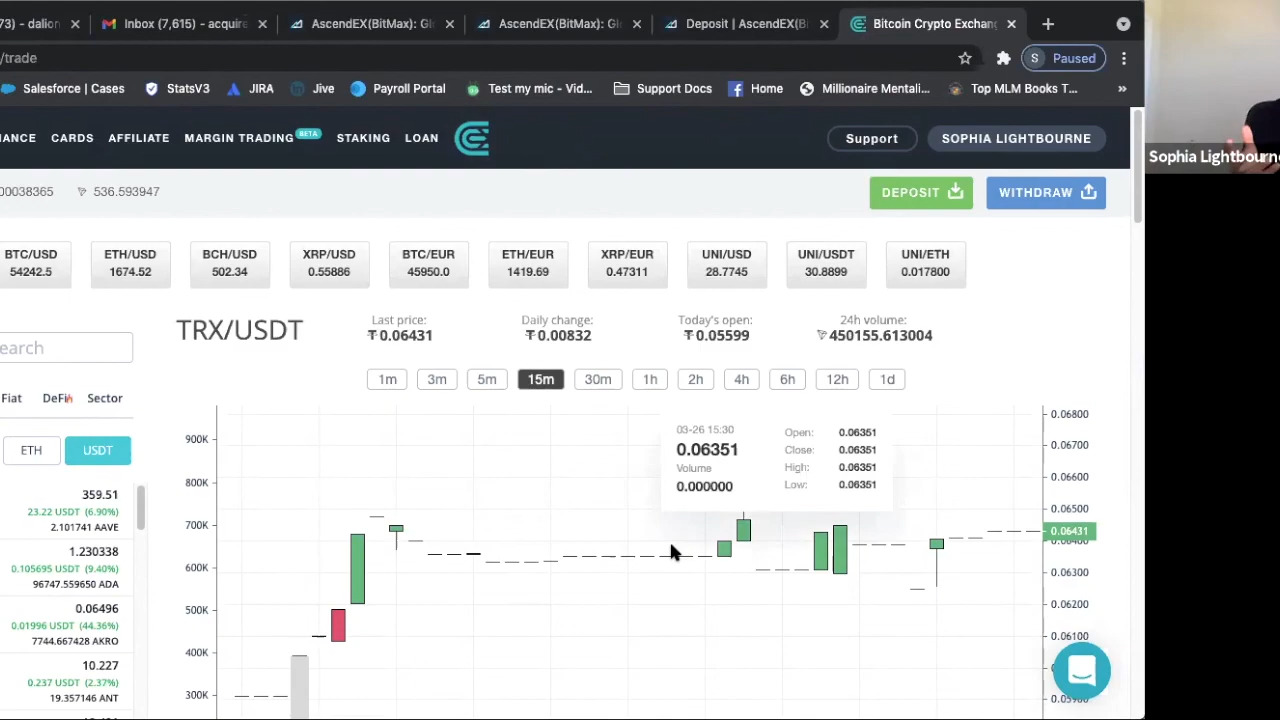 73) - dalion
Inbox (7,615) - acquire
AscendEX(BitMax): Gl
AscendEX(BitMax): Gl
Deposit | AscendEX(B
Bitcoin Crypto Exchang
/trade
S Paused
Salesforce | Cases
StatsV3
JIRA
Jive
Payroll Portal
Test my mic - Vid...
Support Docs
Home
Millionaire Mentali...
Top MLM Books T...
ANCE CARDS AFFILIATE MARGIN TRADING BETA STAKING LOAN
Support
SOPHIA LIGHTBOURNE
Sophia Lightbourn
00038365
536.593947
DEPOSIT
WITHDRAW
BTC/USD
54242.5
ETH/USD
1674.52
BCH/USD
502.34
XRP/USD
0.55886
BTC/EUR
45950.0
ETH/EUR
1419.69
XRP/EUR
0.47311
UNI/USD
28.7745
UNI/USDT
30.8899
UNI/ETH
0.017800
earch
Fiat DeFi Sector
ETH USDT
359.51
23.22 USDT (6.90%)
2.101741 AAVE
1.230338
0.105695 USDT (9.40%)
96747.559650 ADA
0.06496
0.01996 USDT (44.36%)
7744.667428 AKRO
10.227
0.237 USDT (2.37%)
19.357146 ANT
TRX/USDT
Last price:
₮0.06431
Daily change:
₮0.00832
Today's open:
₮0.05599
24h volume:
450155.613004
1m 3m 5m 15m 30m 1h 2h 4h 6h 12h 1d
03-26 15:30
0.06351
Volume
0.000000
Open: 0.06351
Close: 0.06351
High: 0.06351
Low: 0.06351
900K
800K
700K
600K
500K
400K
300K
0.06800
0.06700
0.06600
0.06500
0.06431
0.06400
0.06300
0.06200
0.06100